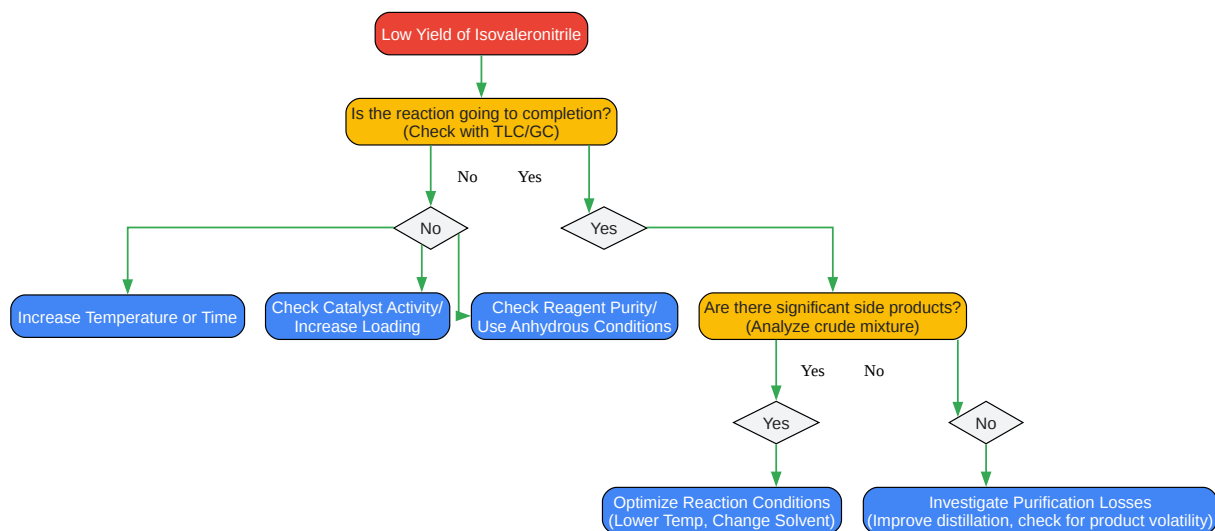 Low Yield of Isovaleronitrile
Is the reaction going to completion?
(Check with TLC/GC)
No
Yes
No
Yes
Increase Temperature or Time
Check Catalyst Activity/
Increase Loading
Check Reagent Purity/
Use Anhydrous Conditions
Are there significant side products?
(Analyze crude mixture)
Yes
No
Yes
No
Optimize Reaction Conditions
(Lower Temp, Change Solvent)
Investigate Purification Losses
(Improve distillation, check for product volatility)